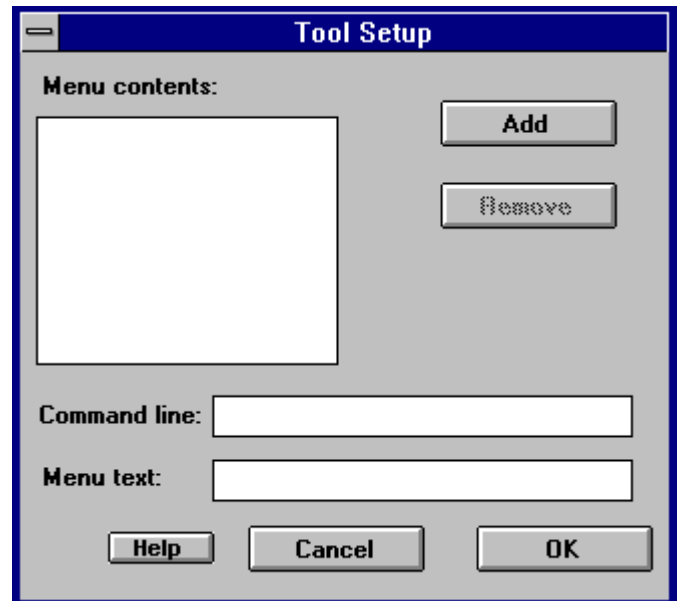 Tool Setup
Menu contents:
Add
Remove
Command line:
Menu text:
Help Cancel OK